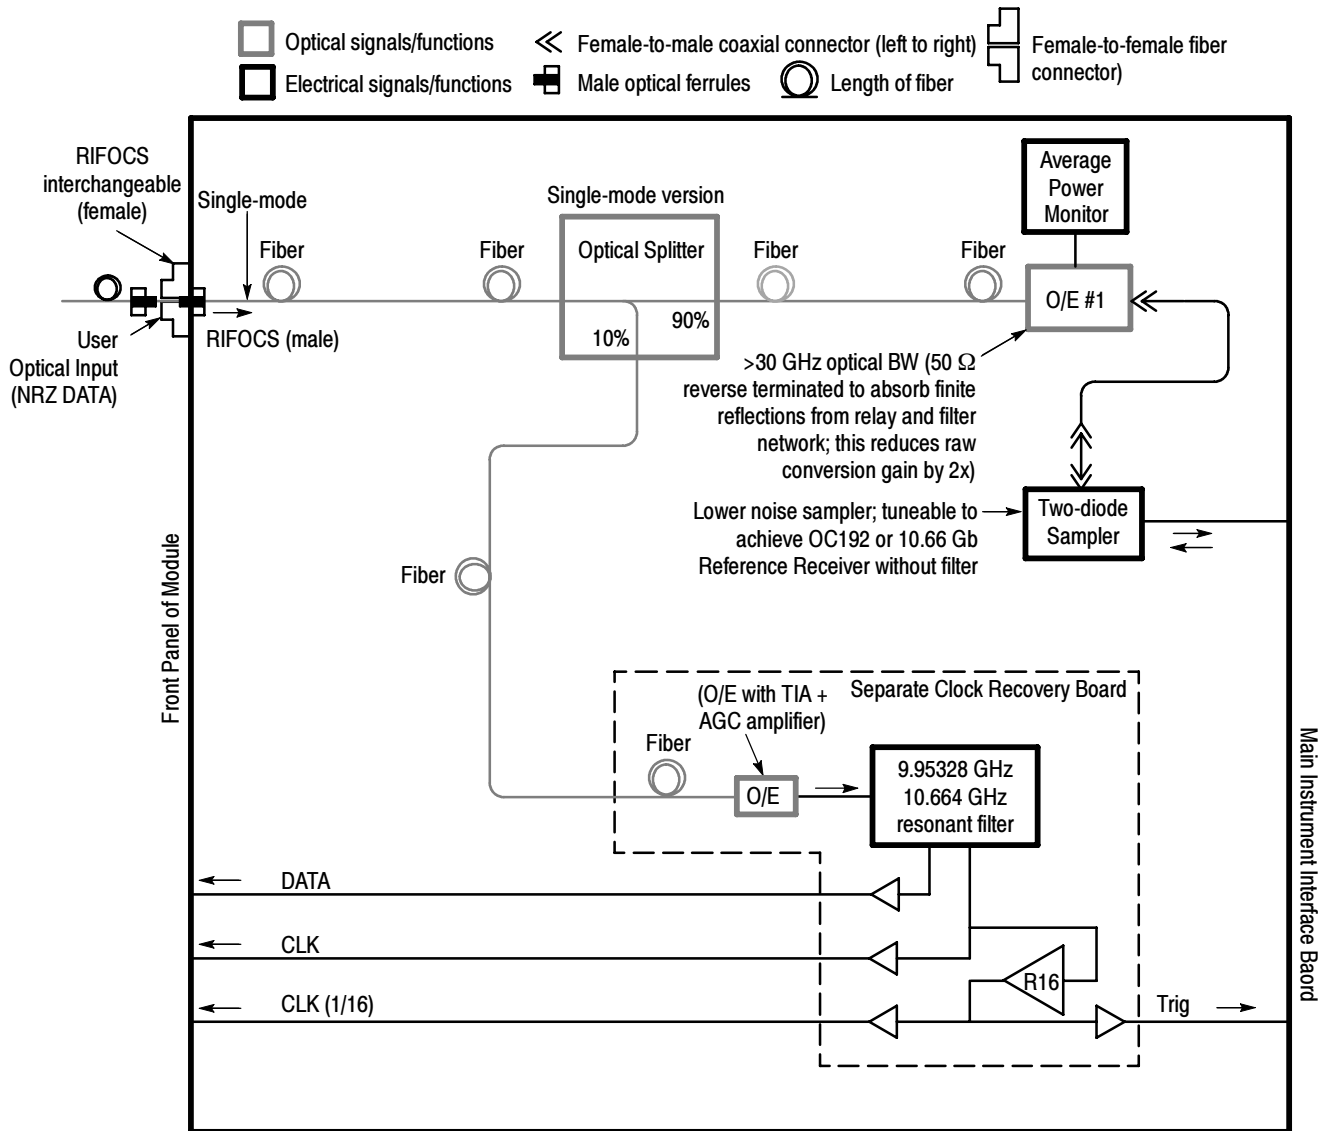 Optical signals/functions
Female-to-male coaxial connector (left to right)
Female-to-female fiber
connector)
Electrical signals/functions
Male optical ferrules
Length of fiber
RIFOCS
interchangeable
(female)
Single-mode
Fiber
Fiber
Single-mode version
Optical Splitter
90%
10%
Fiber
Fiber
Average
Power
Monitor
O/E #1
User
Optical Input
(NRZ DATA)
RIFOCS (male)
>30 GHz optical BW (50 Ω
reverse terminated to absorb finite
reflections from relay and filter
network; this reduces raw
conversion gain by 2x)
Lower noise sampler; tuneable to
achieve OC192 or 10.66 Gb
Reference Receiver without filter
Two-diode
Sampler
Fiber
Front Panel of Module
Separate Clock Recovery Board
(O/E with TIA +
AGC amplifier)
Fiber
O/E
9.95328 GHz
10.664 GHz
resonant filter
Main Instrument Interface Baord
DATA
CLK
R16
CLK (1/16)
Trig